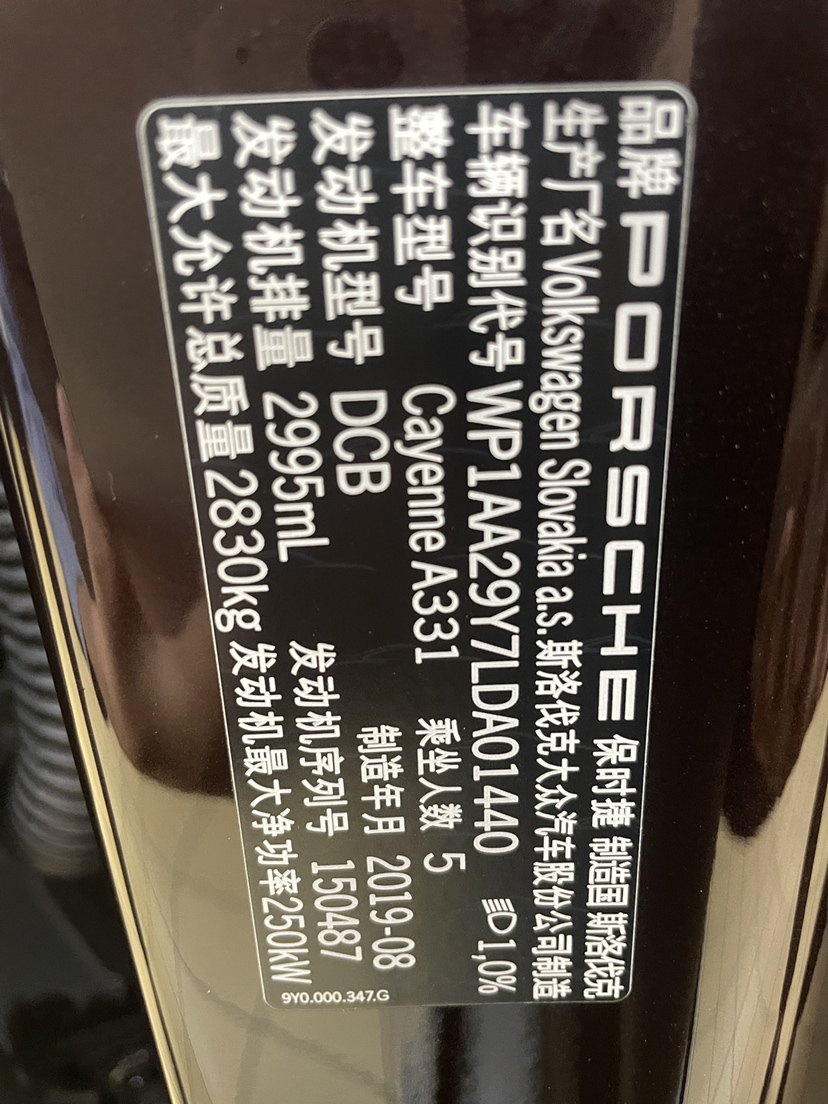 品牌 PORSCHE 保时捷 制造国 斯洛伐克
生产厂名 Volkswagen Slovakia a.s. 斯洛伐克大众汽车股份公司制造
车辆识别代号 WP1AA29Y7LDA01440 1,0%
整车型号 Cayenne A331 乘坐人数 5
发动机型号 DCB 制造年月 2019-08
发动机排量 2995mL 发动机序列号 150487
最大允许总质量 2830kg 发动机最大净功率250kW
9Y0.000.347.G